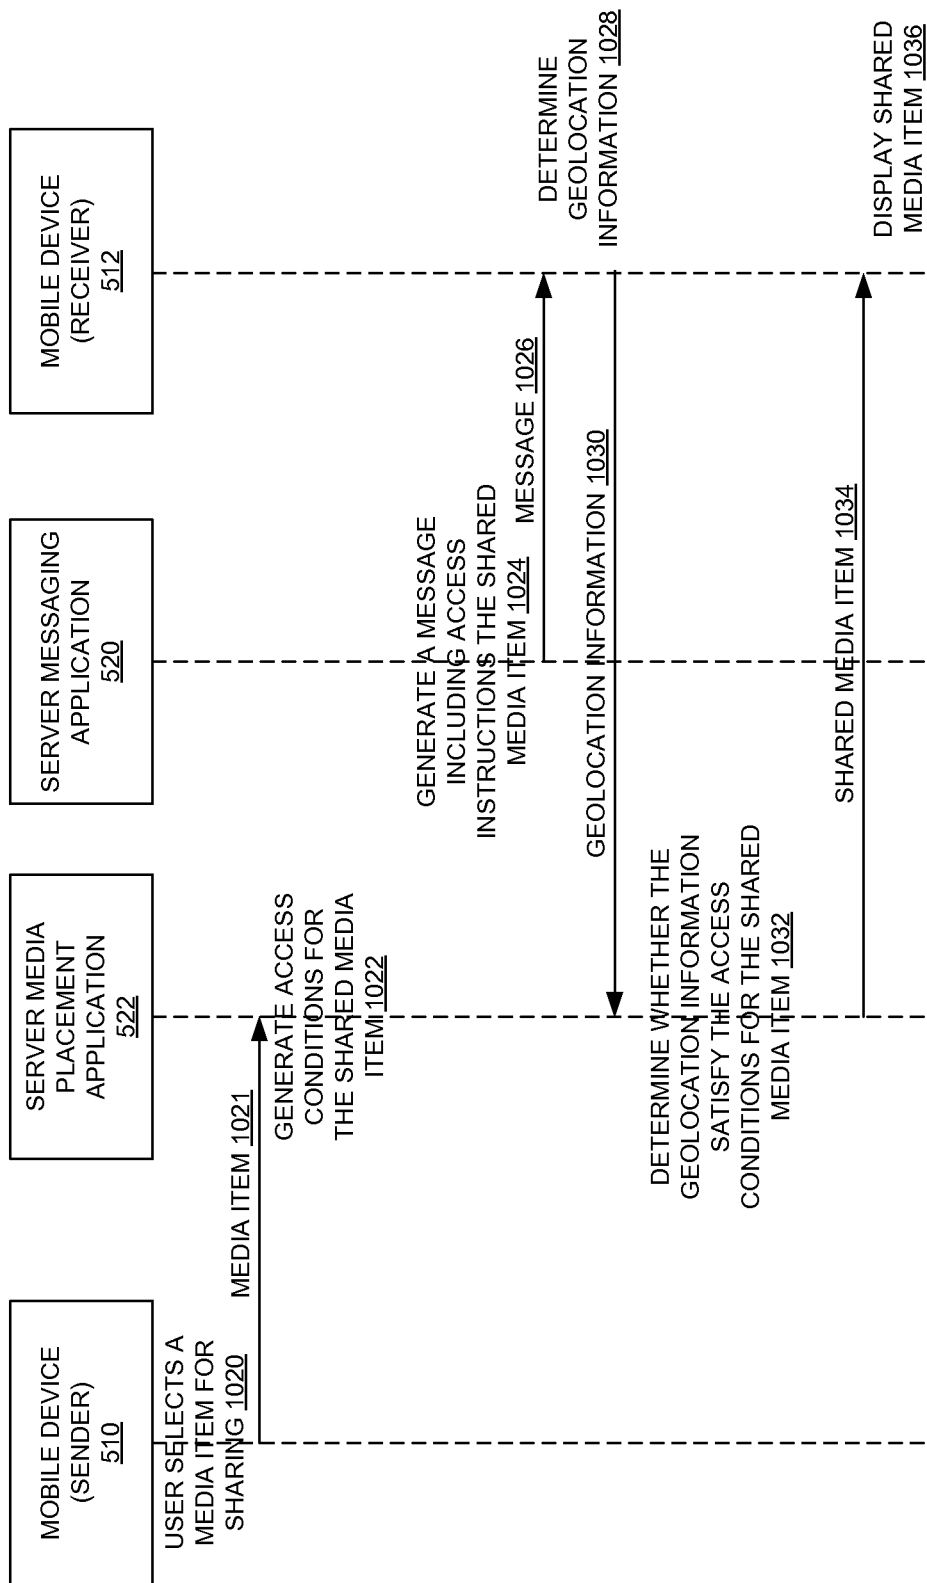 MOBILE DEVICE
(SENDER)
510
SERVER MEDIA
PLACEMENT
APPLICATION
522
SERVER MESSAGING
APPLICATION
520
MOBILE DEVICE
(RECEIVER)
512
USER SELECTS A
MEDIA ITEM FOR
SHARING 1020
MEDIA ITEM 1021
GENERATE ACCESS
CONDITIONS FOR
THE SHARED MEDIA
ITEM 1022
GENERATE A MESSAGE
INCLUDING ACCESS
INSTRUCTIONS THE SHARED
MEDIA ITEM 1024
MESSAGE 1026
DETERMINE
GEOLOCATION
INFORMATION 1028
GEOLOCATION INFORMATION 1030
DETERMINE WHETHER THE
GEOLOCATION INFORMATION
SATISFY THE ACCESS
CONDITIONS FOR THE SHARED
MEDIA ITEM 1032
SHARED MEDIA ITEM 1034
DISPLAY SHARED
MEDIA ITEM 1036